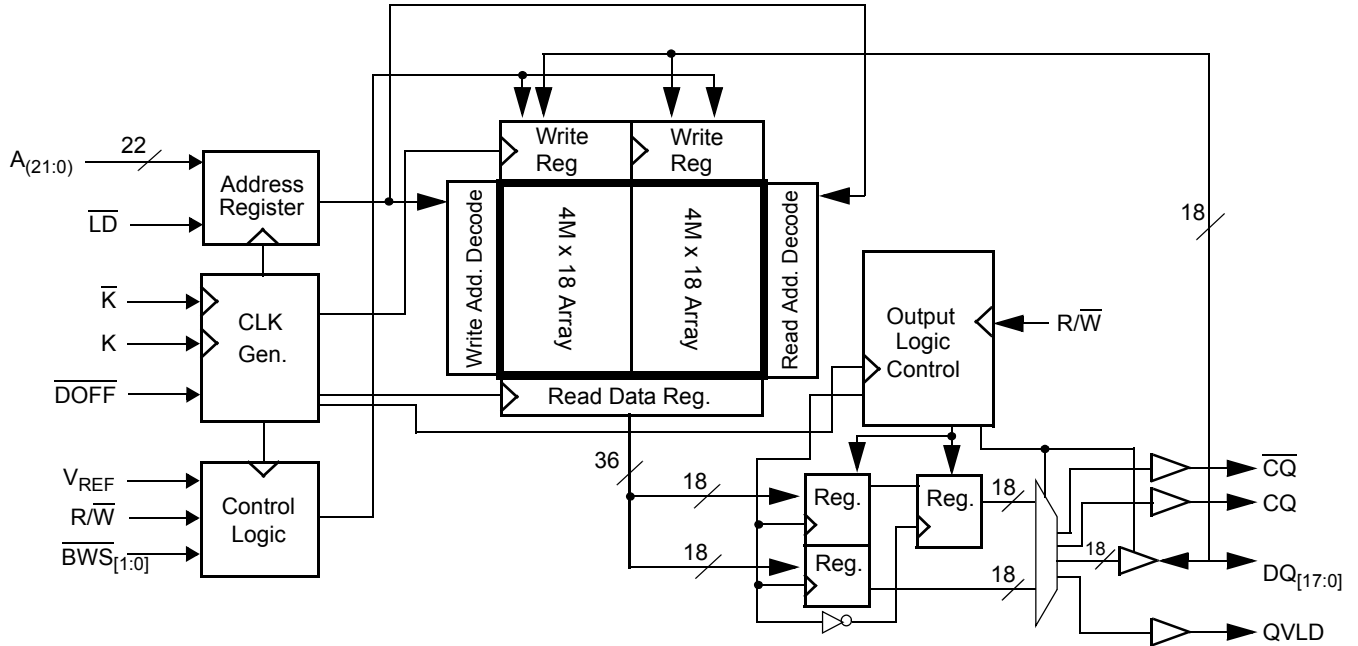 A(21:0)
22
LD
Address
Register
K
K
DOFF
CLK
Gen.
VREF
R/W
BWS[1:0]
Control
Logic
Write
Reg
Write
Reg
Write Add. Decode
4M x 18 Array
4M x 18 Array
Read Add. Decode
Read Data Reg.
36
18
18
Output
Logic
Control
R/W
18
Reg.
Reg.
Reg.
18
18
18
CQ
CQ
DQ[17:0]
QVLD